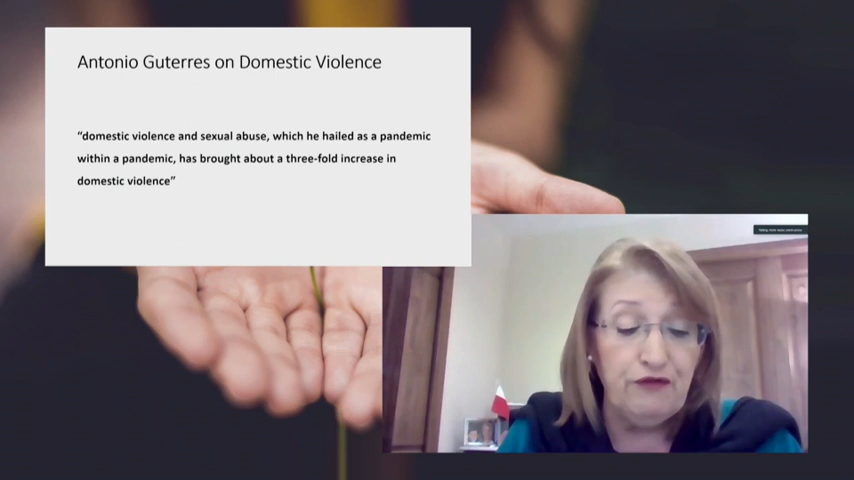 Antonio Guterres on Domestic Violence
“domestic violence and sexual abuse, which he hailed as a pandemic
within a pandemic, has brought about a three-fold increase in
domestic violence”